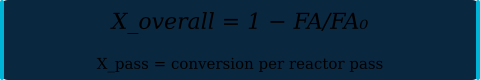 X_overall = 1 − FA/FA₀
X_pass = conversion per reactor pass